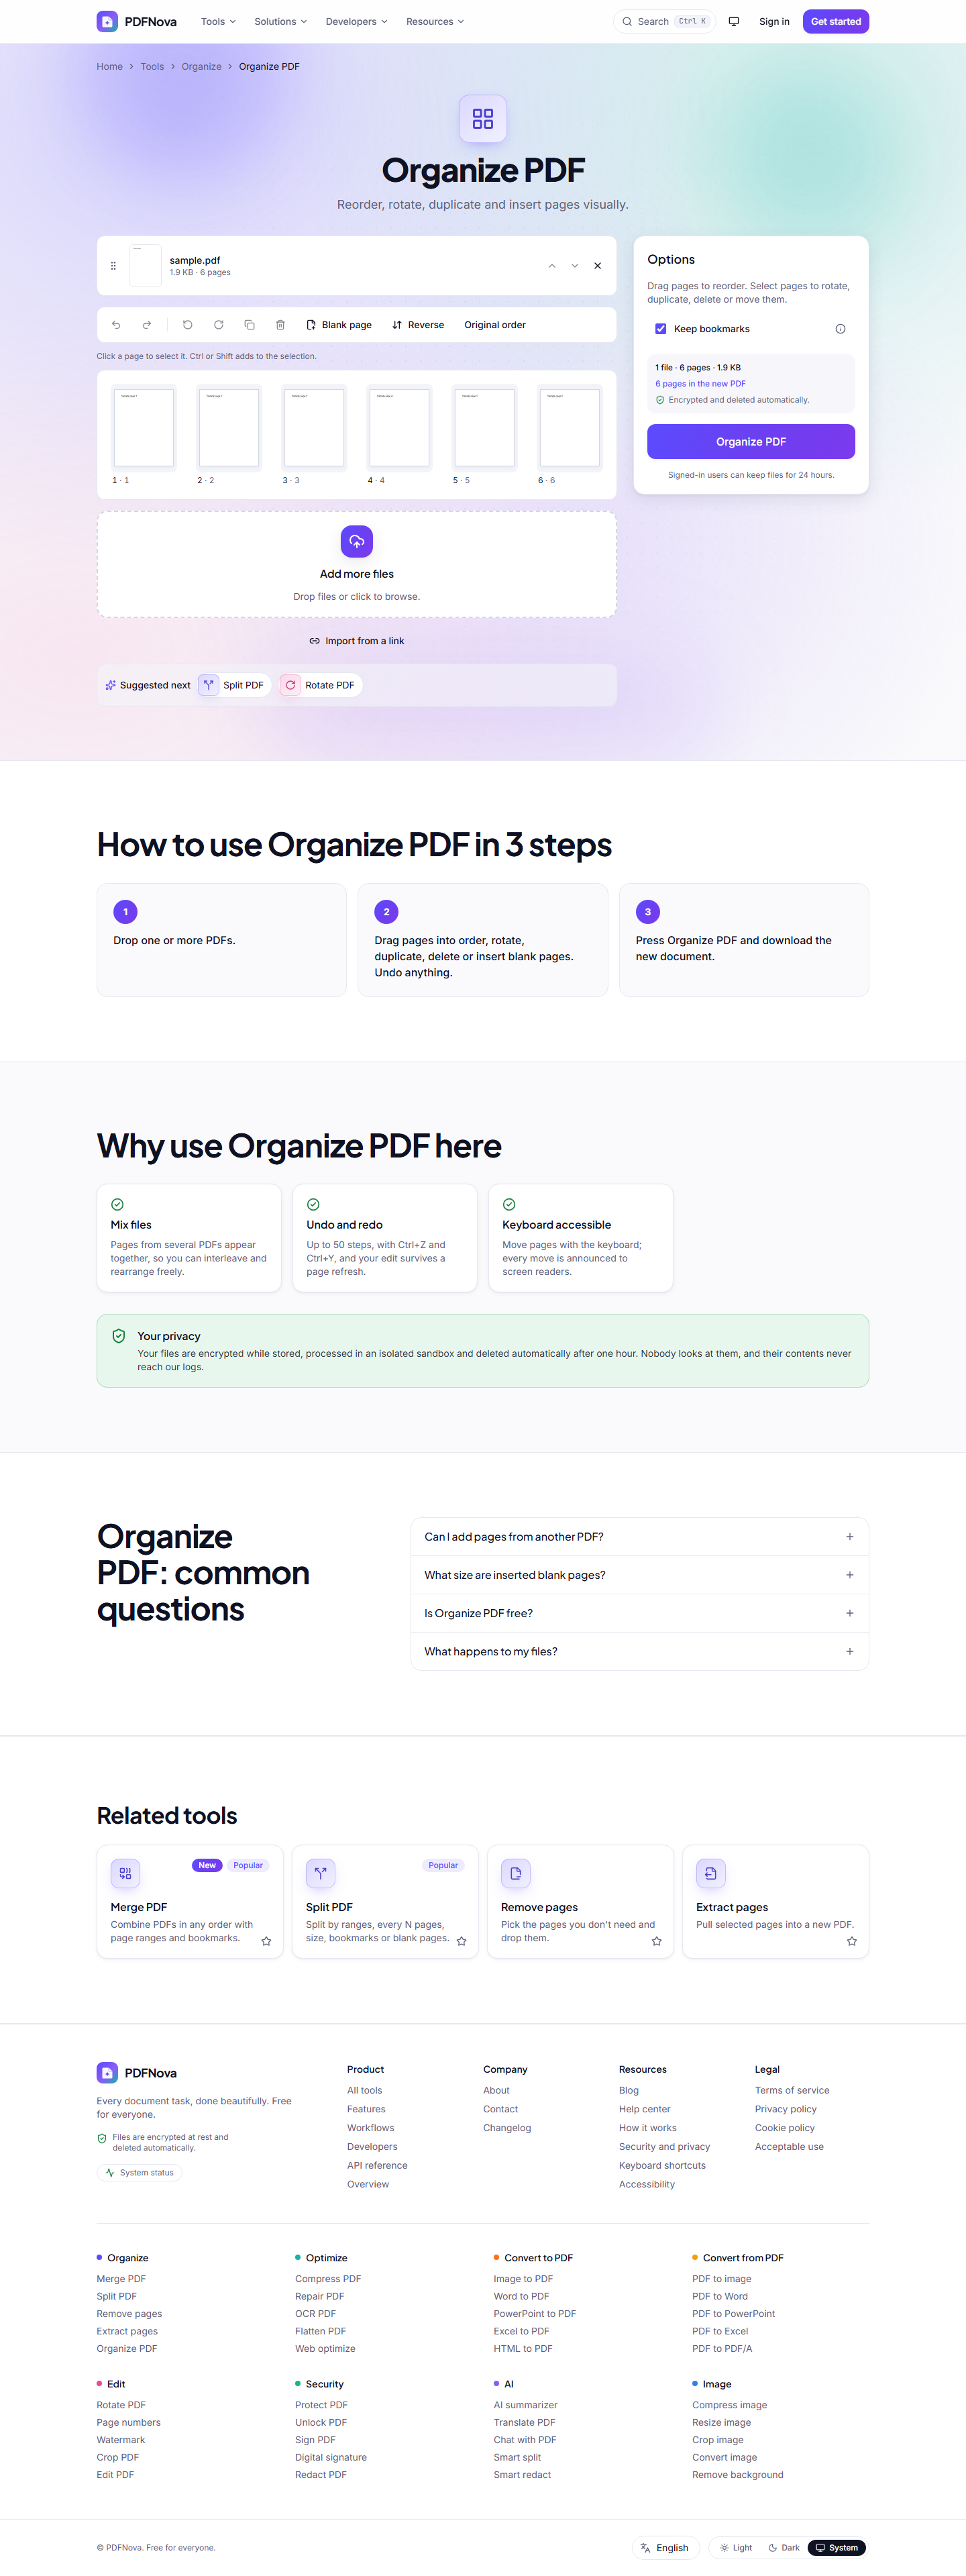 PDFNova
Tools
Solutions
Developers
Resources
Search
Ctrl K
Sign in
Get started
Home
Tools
Organize
Organize PDF
Organize PDF
Reorder, rotate, duplicate and insert pages visually.
sample.pdf
1.9 KB · 6 pages
Blank page
Reverse
Original order
Click a page to select it. Ctrl or Shift adds to the selection.
1 · 1
2 · 2
3 · 3
4 · 4
5 · 5
6 · 6
Add more files
Drop files or click to browse.
Import from a link
Suggested next
Split PDF
Rotate PDF
Options
Drag pages to reorder. Select pages to rotate,
duplicate, delete or move them.
Keep bookmarks
1 file · 6 pages · 1.9 KB
6 pages in the new PDF
Encrypted and deleted automatically.
Organize PDF
Signed-in users can keep files for 24 hours.
How to use Organize PDF in 3 steps
1
Drop one or more PDFs.
2
Drag pages into order, rotate,
duplicate, delete or insert blank pages.
Undo anything.
3
Press Organize PDF and download the
new document.
Why use Organize PDF here
Mix files
Pages from several PDFs appear
together, so you can interleave and
rearrange freely.
Undo and redo
Up to 50 steps, with Ctrl+Z and
Ctrl+Y, and your edit survives a
page refresh.
Keyboard accessible
Move pages with the keyboard;
every move is announced to
screen readers.
Your privacy
Your files are encrypted while stored, processed in an isolated sandbox and deleted automatically after one hour. Nobody looks at them, and their contents never
reach our logs.
Organize
PDF: common
questions
Can I add pages from another PDF?
What size are inserted blank pages?
Is Organize PDF free?
What happens to my files?
Related tools
New
Popular
Merge PDF
Combine PDFs in any order with
page ranges and bookmarks.
Popular
Split PDF
Split by ranges, every N pages,
size, bookmarks or blank pages.
Remove pages
Pick the pages you don't need and
drop them.
Extract pages
Pull selected pages into a new PDF.
PDFNova
Every document task, done beautifully. Free
for everyone.
Files are encrypted at rest and
deleted automatically.
System status
Product
All tools
Features
Workflows
Developers
API reference
Overview
Company
About
Contact
Changelog
Resources
Blog
Help center
How it works
Security and privacy
Keyboard shortcuts
Accessibility
Legal
Terms of service
Privacy policy
Cookie policy
Acceptable use
Organize
Merge PDF
Split PDF
Remove pages
Extract pages
Organize PDF
Optimize
Compress PDF
Repair PDF
OCR PDF
Flatten PDF
Web optimize
Convert to PDF
Image to PDF
Word to PDF
PowerPoint to PDF
Excel to PDF
HTML to PDF
Convert from PDF
PDF to image
PDF to Word
PDF to PowerPoint
PDF to Excel
PDF to PDF/A
Edit
Rotate PDF
Page numbers
Watermark
Crop PDF
Edit PDF
Security
Protect PDF
Unlock PDF
Sign PDF
Digital signature
Redact PDF
AI
AI summarizer
Translate PDF
Chat with PDF
Smart split
Smart redact
Image
Compress image
Resize image
Crop image
Convert image
Remove background
© PDFNova. Free for everyone.
English
Light
Dark
System